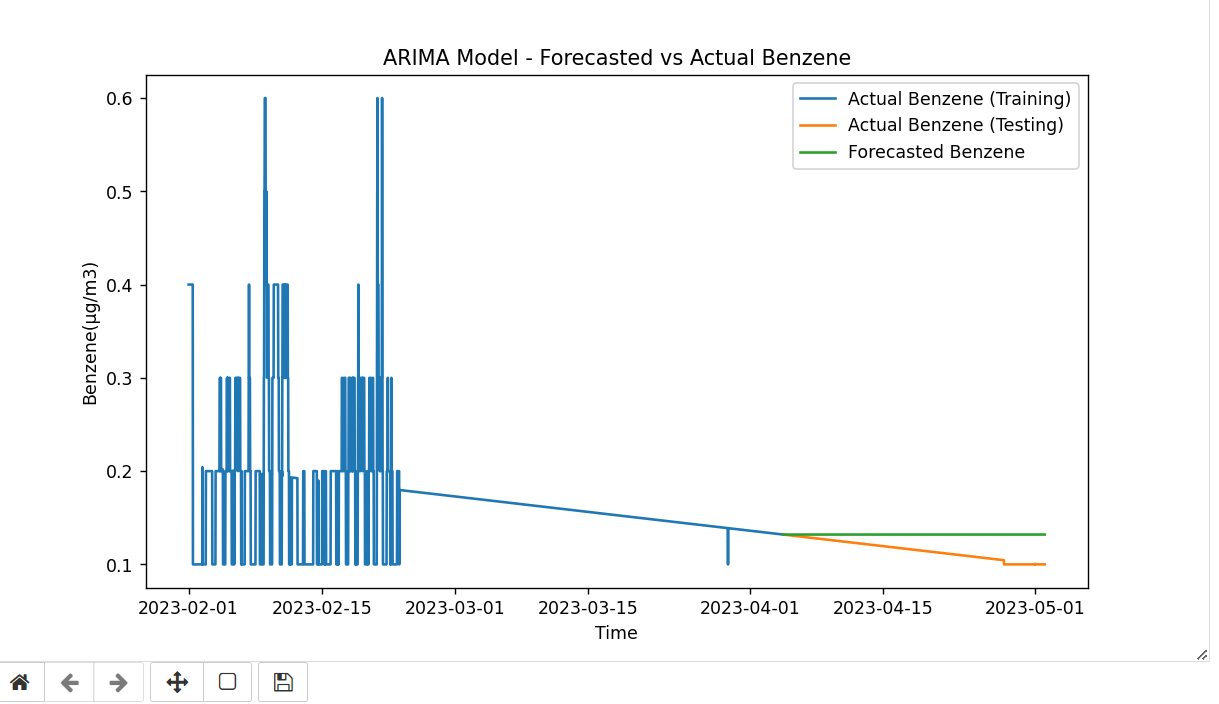 ARIMA Model - Forecasted vs Actual Benzene
Actual Benzene (Training)
Actual Benzene (Testing)
Forecasted Benzene
0.6
0.5
0.4
0.3
0.2
0.1
Benzene(µg/m3)
2023-02-01
2023-02-15
2023-03-01
2023-03-15
2023-04-01
2023-04-15
2023-05-01
Time